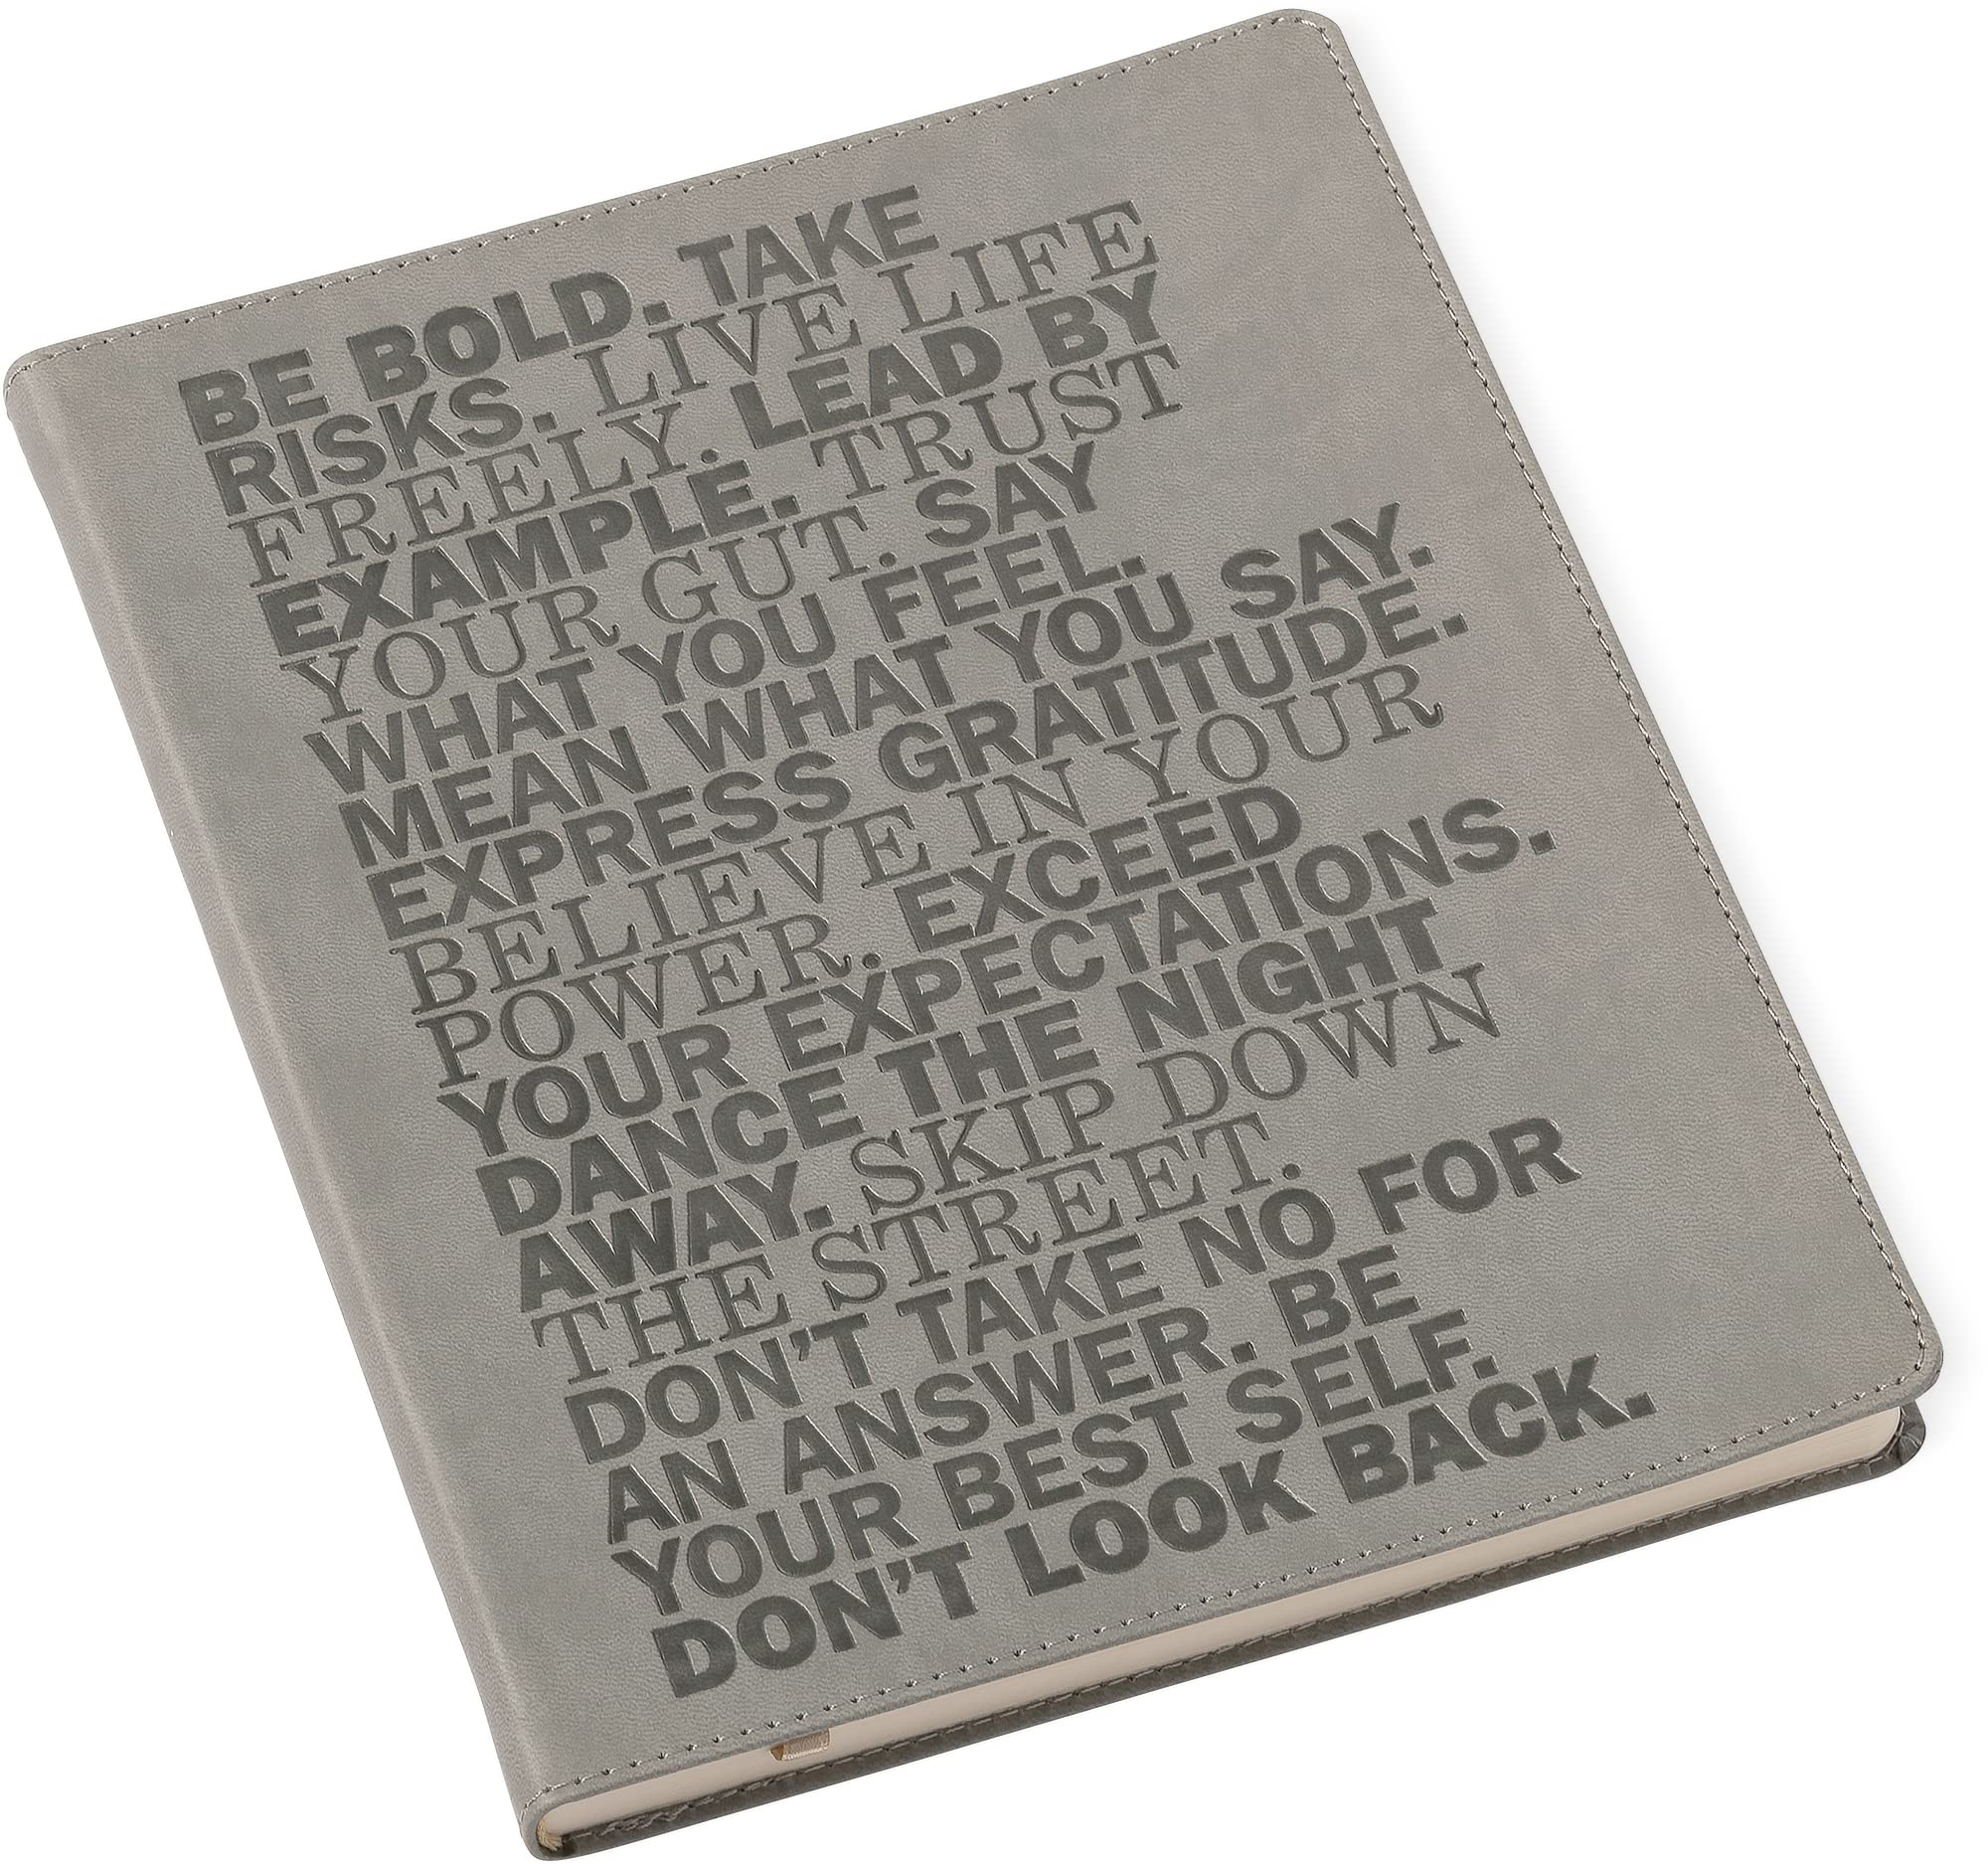 BE BOLD. TAKE
RISKS. LIVE LIFE
FREELY. LEAD BY
EXAMPLE. TRUST
YOUR GUT. SAY
WHAT YOU FEEL.
MEAN WHAT YOU SAY.
EXPRESS GRATITUDE.
BELIEVE IN YOUR
POWER. EXCEED
YOUR EXPECTATIONS.
DANCE THE NIGHT
AWAY. SKIP DOWN
THE STREET.
DON'T TAKE NO FOR
AN ANSWER. BE
YOUR BEST SELF.
DON'T LOOK BACK.